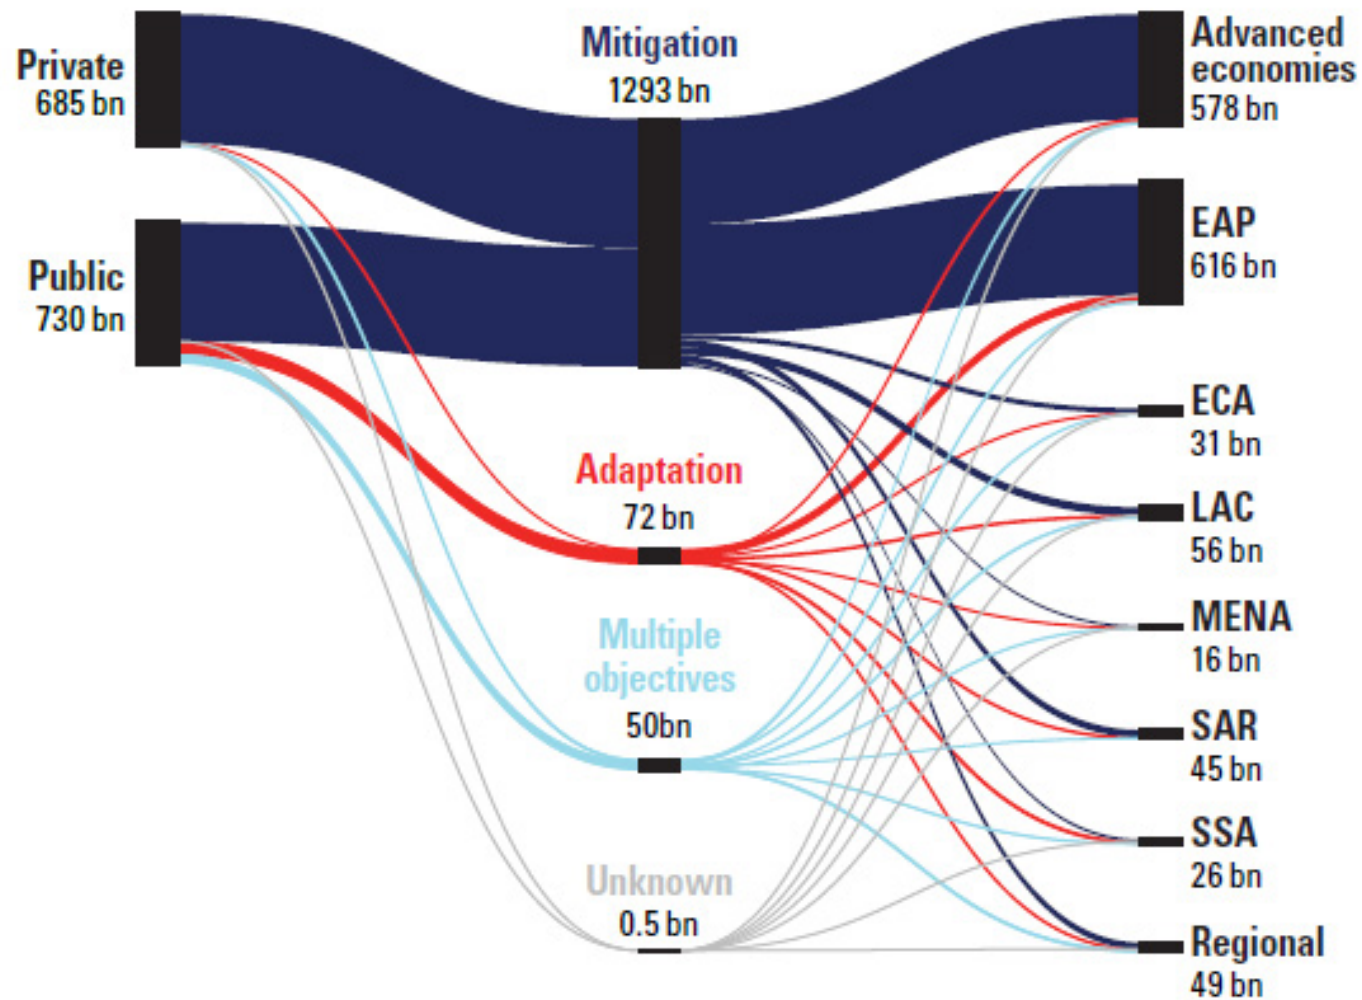 Private
685 bn
Public
730 bn
Mitigation
1293 bn
Adaptation
72 bn
Multiple
objectives
50bn
Unknown
0.5 bn
Advanced
economies
578 bn
EAP
616 bn
ECA
31 bn
LAC
56 bn
MENA
16 bn
SAR
45 bn
SSA
26 bn
Regional
49 bn